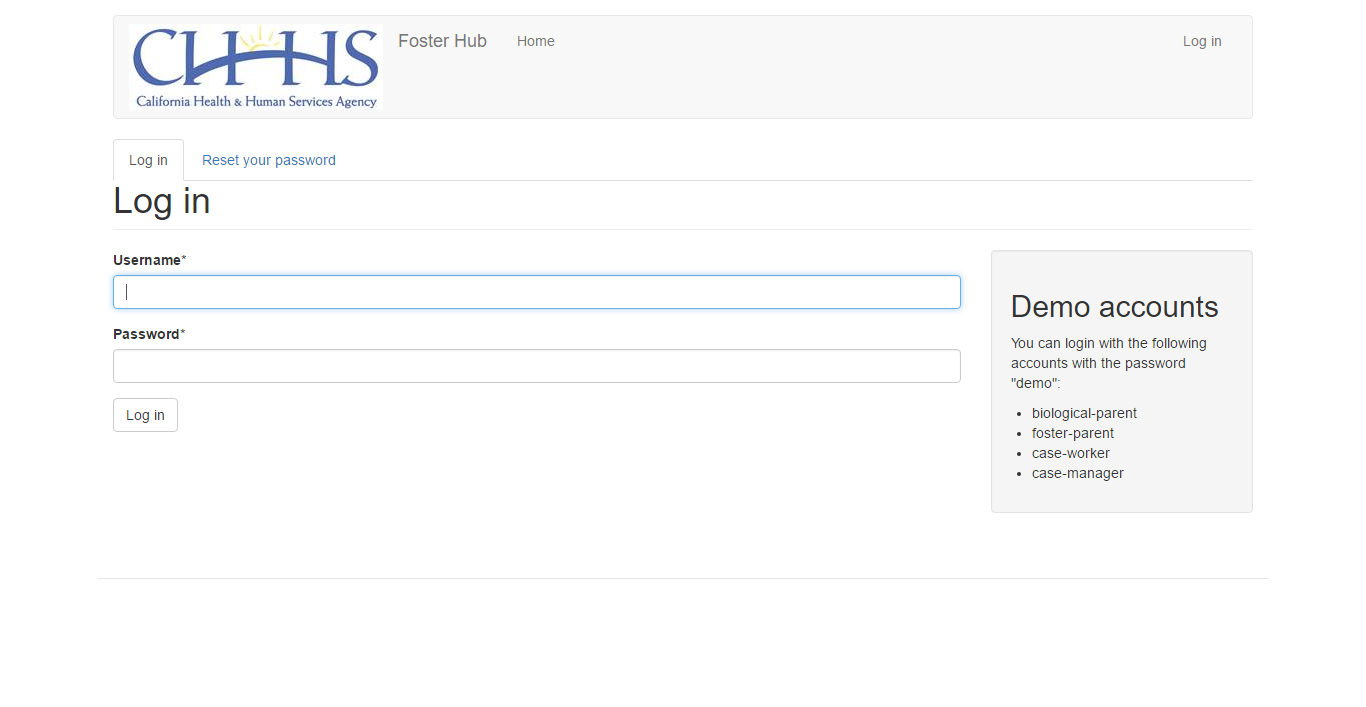 CHHS
California Health & Human Services Agency
Foster Hub
Home
Log in
Log in
Reset your password
Log in
Username*
Password*
Log in
Demo accounts
You can login with the following
accounts with the password
"demo":
biological-parent
foster-parent
case-worker
case-manager